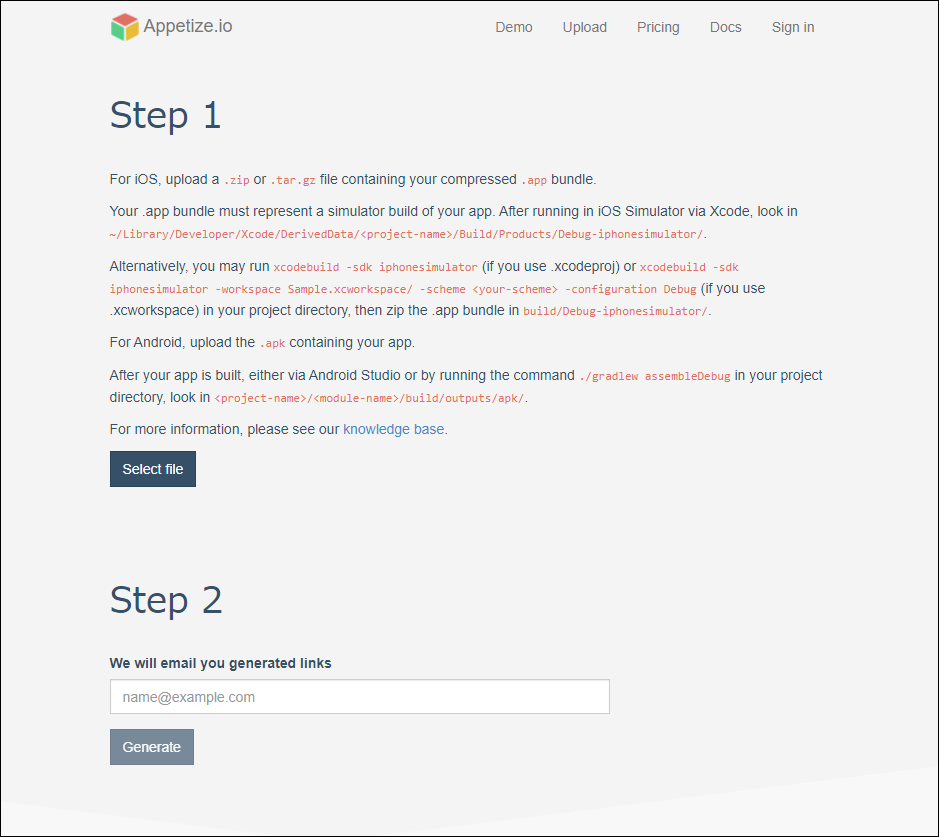 Appetize.io Demo Upload Pricing Docs Sign in
Step 1
For iOS, upload a .zip or .tar.gz file containing your compressed .app bundle.
Your .app bundle must represent a simulator build of your app. After running in iOS Simulator via Xcode, look in
~/Library/Developer/Xcode/DerivedData/<project-name>/Build/Products/Debug-iphonesimulator/.
Alternatively, you may run xcodebuild -sdk iphonesimulator (if you use .xcodeproj) or xcodebuild -sdk
iphonesimulator -workspace Sample.xcworkspace/ -scheme <your-scheme> -configuration Debug (if you use
.xcworkspace) in your project directory, then zip the .app bundle in build/Debug-iphonesimulator/.
For Android, upload the .apk containing your app.
After your app is built, either via Android Studio or by running the command ./gradlew assembleDebug in your project
directory, look in <project-name>/<module-name>/build/outputs/apk/.
For more information, please see our knowledge base.
Select file
Step 2
We will email you generated links
name@example.com
Generate